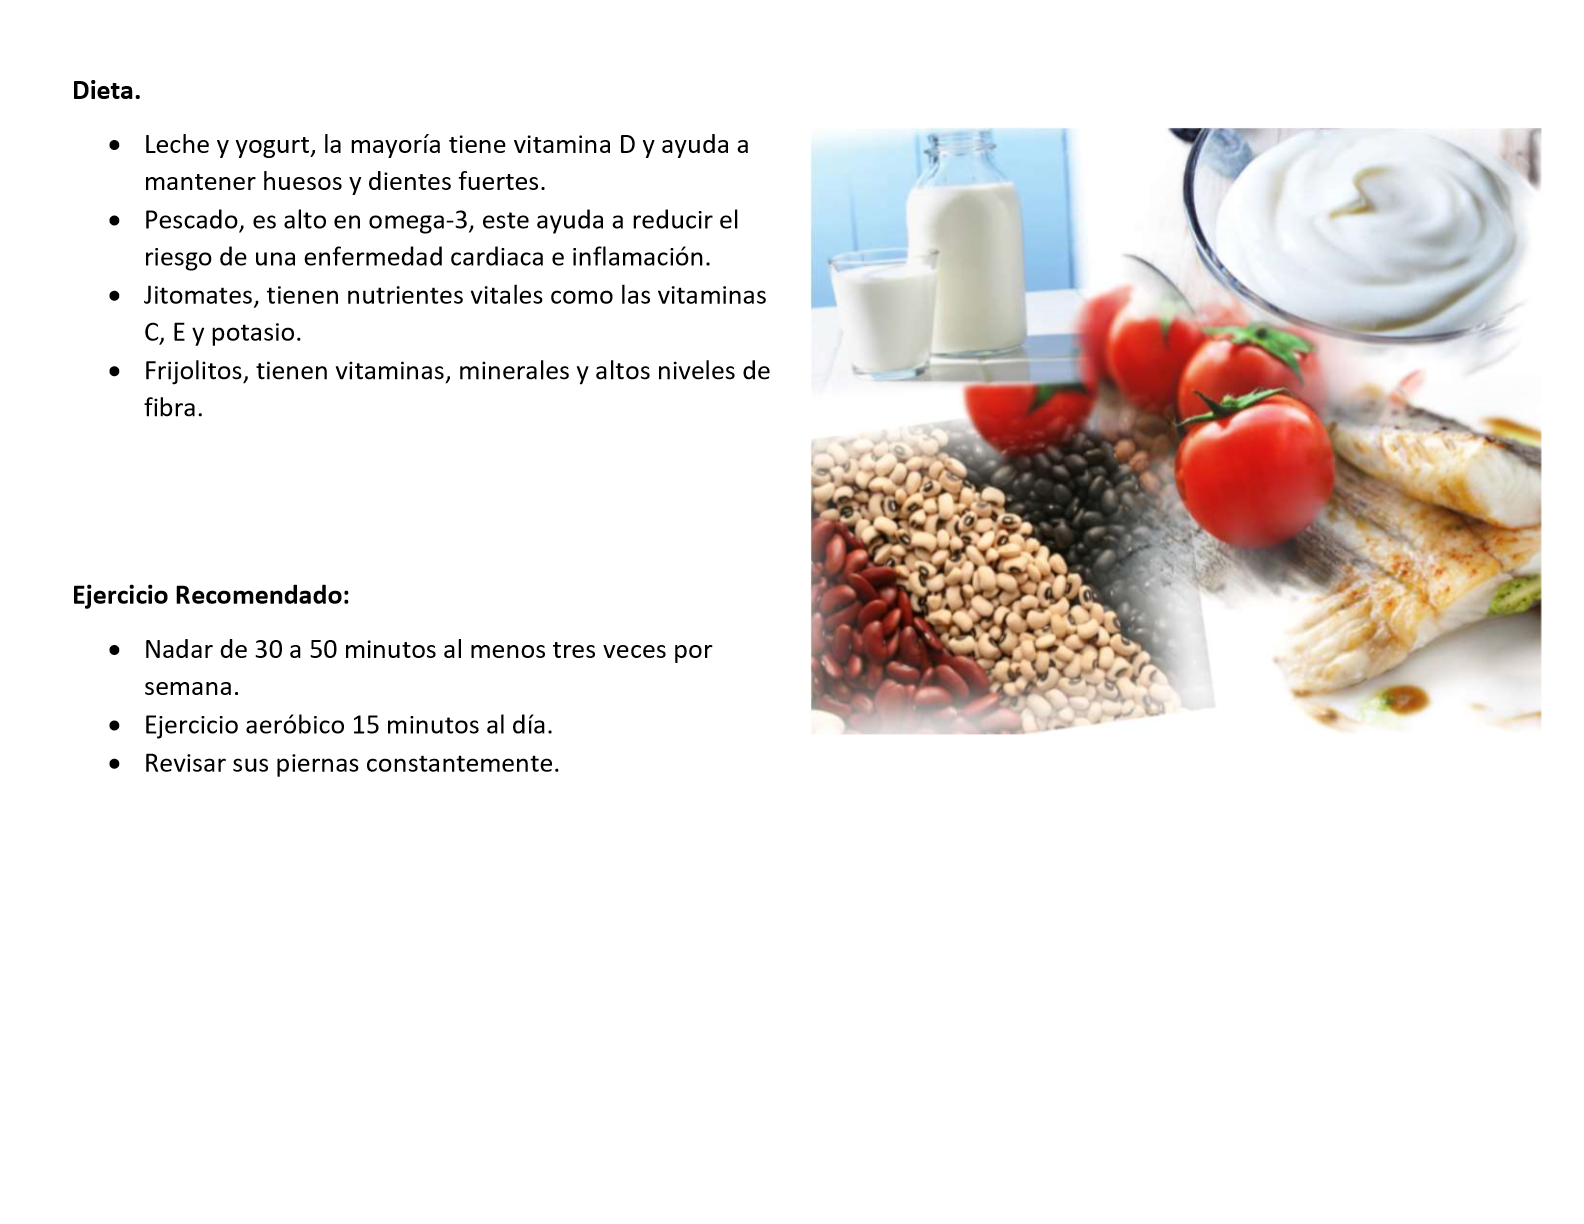 Dieta.
• Leche y yogurt, la mayoría tiene vitamina D y ayuda a
mantener huesos y dientes fuertes.
• Pescado, es alto en omega-3, este ayuda a reducir el
riesgo de una enfermedad cardiaca e inflamación.
• Jitomates, tienen nutrientes vitales como las vitaminas
C, E y potasio.
• Frijolitos, tienen vitaminas, minerales y altos niveles de
fibra.
Ejercicio Recomendado:
• Nadar de 30 a 50 minutos al menos tres veces por
semana.
• Ejercicio aeróbico 15 minutos al día.
• Revisar sus piernas constantemente.